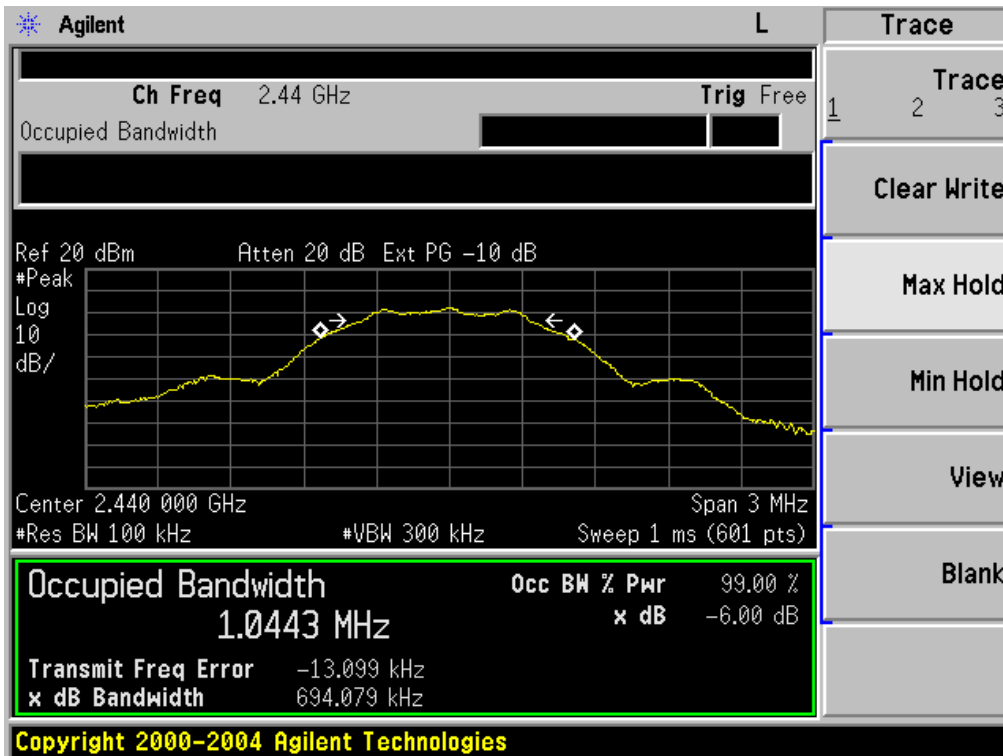 Agilent L Trace
Ch Freq 2.44 GHz Trig Free
Occupied Bandwidth
Trace
1 2 3
Clear Write
Max Hold
Min Hold
View
Blank
Ref 20 dBm Atten 20 dB Ext PG -10 dB
#Peak
Log
10
dB/
Center 2.440 000 GHz Span 3 MHz
#Res BW 100 kHz #VBW 300 kHz Sweep 1 ms (601 pts)
Occupied Bandwidth Occ BW % Pwr 99.00 %
1.0443 MHz x dB -6.00 dB
Transmit Freq Error -13.099 kHz
x dB Bandwidth 694.079 kHz
Copyright 2000-2004 Agilent Technologies